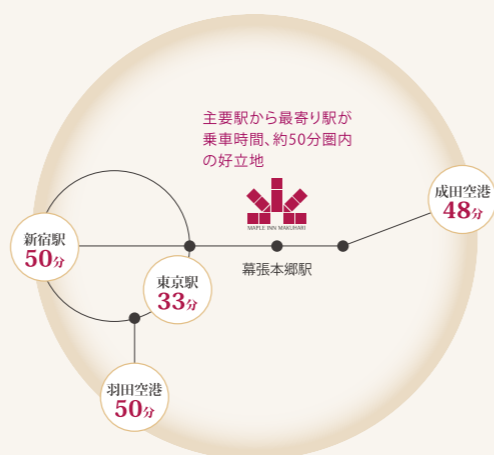 主要駅から最寄り駅が
乗車時間、約50分圏内
の好立地
MAPLE INN MAKUHARI
成田空港
48分
新宿駅
50分
幕張本郷駅
東京駅
33分
羽田空港
50分